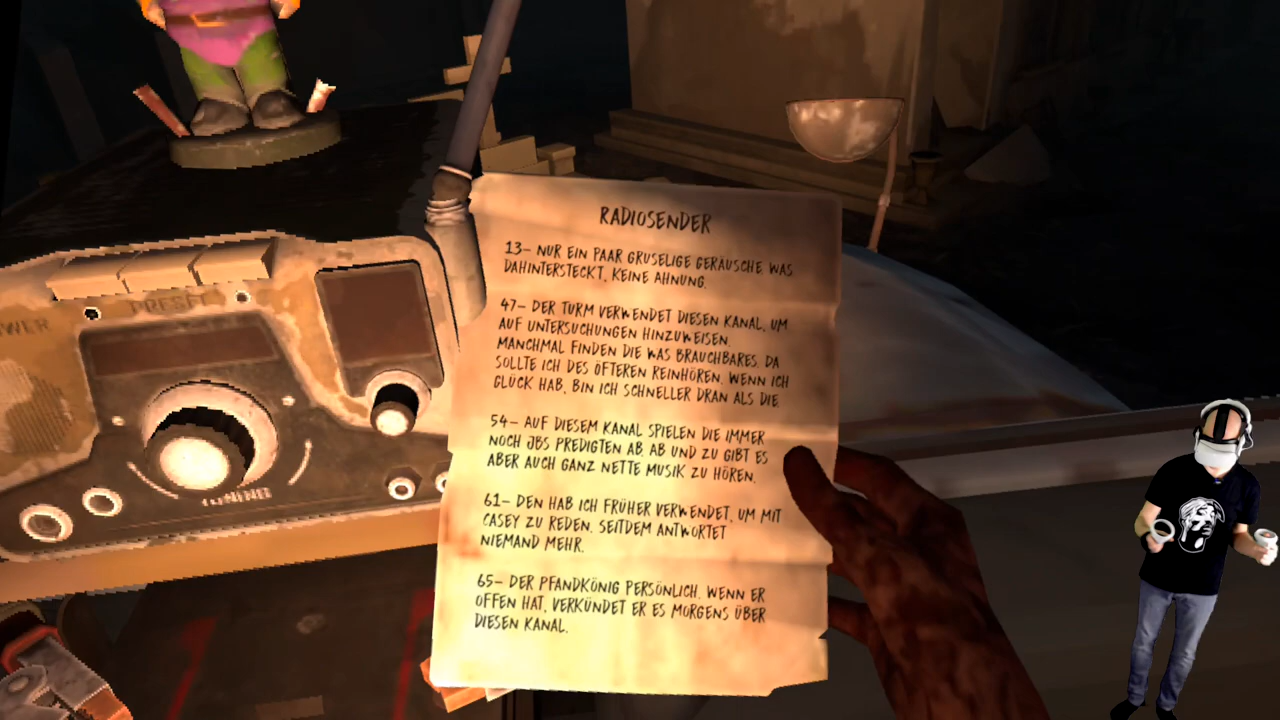 RADIOSENDER
13– NUR EIN PAAR GRUSELIGE GERÄUSCHE. WAS
DAHINTERSTECKT, KEINE AHNUNG.
47– DER TURM VERWENDET DIESEN KANAL, UM
AUF UNTERSUCHUNGEN HINZUWEISEN.
MANCHMAL FINDEN DIE WAS BRAUCHBARES. DA
SOLLTE ICH DES ÖFTEREN REINHÖREN. WENN ICH
GLÜCK HAB, BIN ICH SCHNELLER DRAN ALS DIE.
54– AUF DIESEM KANAL SPIELEN DIE IMMER
NOCH JBS PREDIGTEN AB. AB UND ZU GIBT ES
ABER AUCH GANZ NETTE MUSIK ZU HÖREN.
61– DEN HAB ICH FRÜHER VERWENDET, UM MIT
CASEY ZU REDEN. SEITDEM ANTWORTET
NIEMAND MEHR.
65– DER PFANDKÖNIG PERSÖNLICH. WENN ER
OFFEN HAT, VERKÜNDET ER ES MORGENS ÜBER
DIESEN KANAL.
TUNING